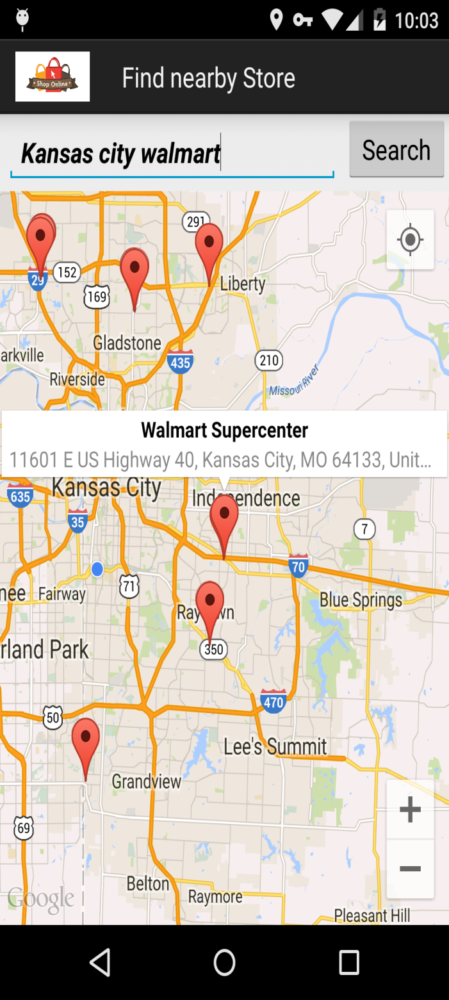 10:03
Shop Online
Find nearby Store
Kansas city walmart
Search
291
152
29
Liberty
169
Gladstone
arkville
435
210
Riverside
Missouri River
Walmart Supercenter
11601 E US Highway 40, Kansas City, MO 64133, Unit...
Kansas City
635
Independence
35
7
70
71
nee
Fairway
Blue Springs
Raytown
rland Park
350
470
50
Lee's Summit
Grandview
69
Belton
Raymore
Google
Pleasant Hill